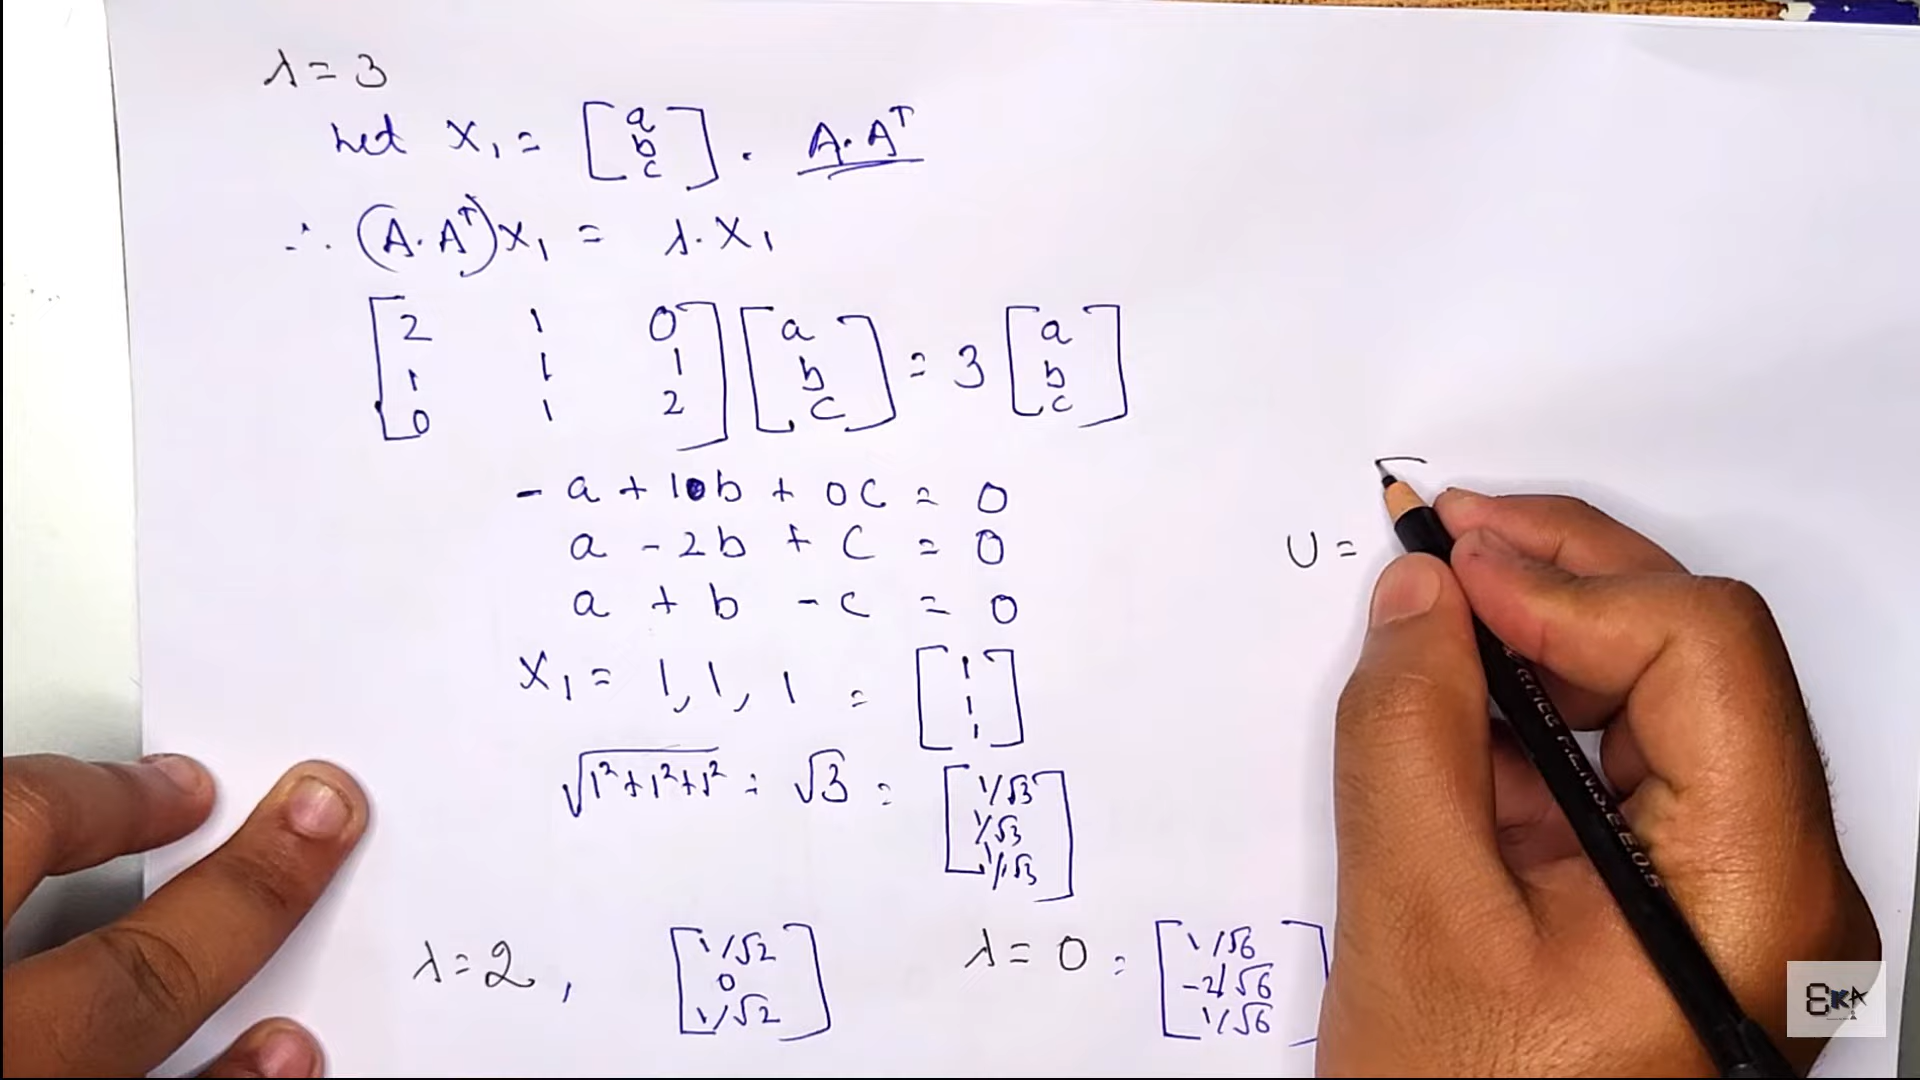 λ = 3
Let X₁ = [a b c] . A·Aᵀ
∴ (A·Aᵀ)X₁ = λ·X₁
[2 1 0] [a] = 3 [a]
[1 1 1] [b] [b]
[0 1 2] [c] [c]
- a + 1b + 0c = 0
a - 2b + c = 0
U =
a + b - c = 0
X₁ = 1, 1, 1 = [1 1 1]
√1²+1²+1² = √3 = [1/√3 1/√3 1/√3]
λ = 2, [1/√2 0 1/√2] λ = 0 = [1/√6 -2/√6 1/√6]
EKA